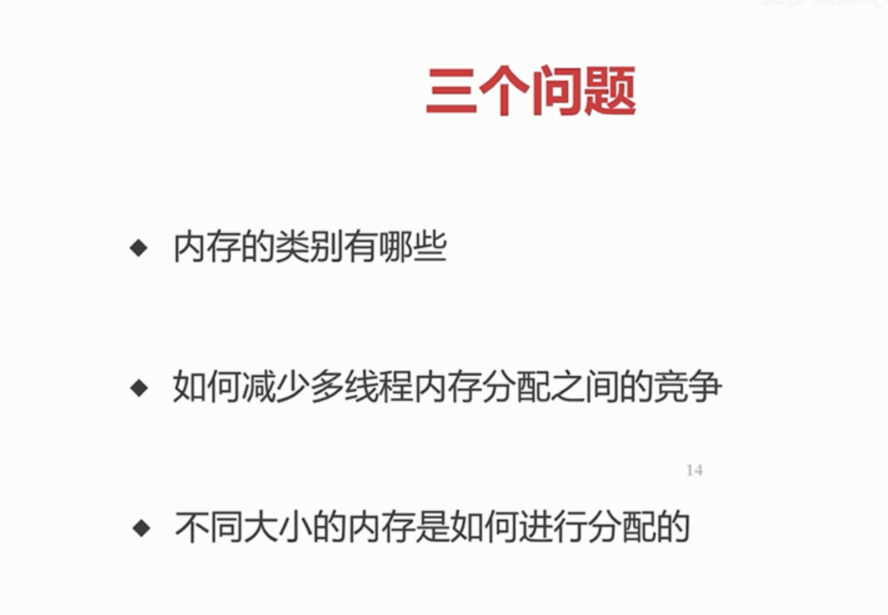 三个问题
◆ 内存的类别有哪些
◆ 如何减少多线程内存分配之间的竞争
14
◆ 不同大小的内存是如何进行分配的